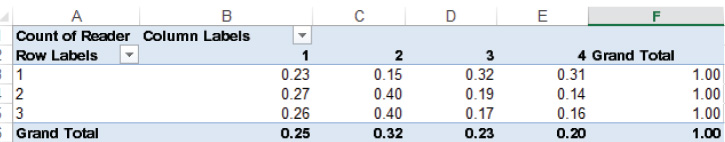 A B C D E F
Count of Reader Column Labels
Row Labels 1 2 3 4 Grand Total
1 0.23 0.15 0.32 0.31 1.00
2 0.27 0.40 0.19 0.14 1.00
3 0.26 0.40 0.17 0.16 1.00
Grand Total 0.25 0.32 0.23 0.20 1.00